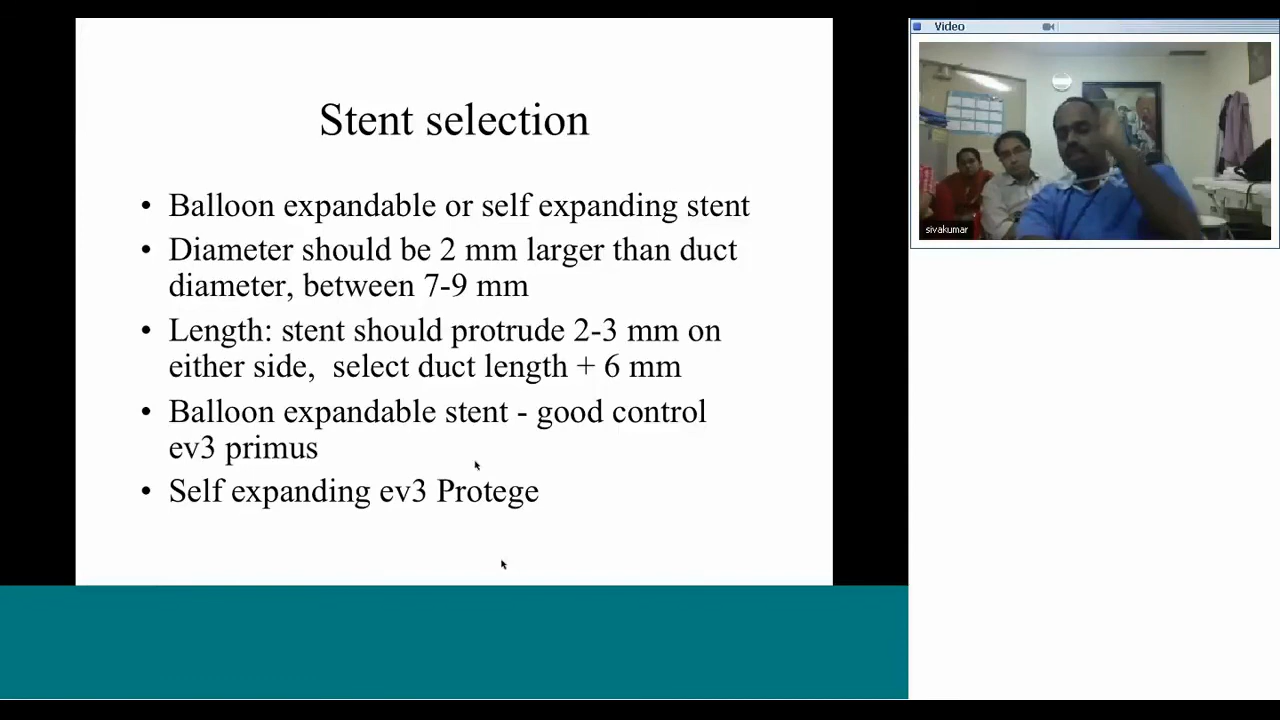 Stent selection
• Balloon expandable or self expanding stent
• Diameter should be 2 mm larger than duct
diameter, between 7-9 mm
• Length: stent should protrude 2-3 mm on
either side,  select duct length + 6 mm
• Balloon expandable stent - good control
ev3 primus
• Self expanding ev3 Protege
Video
sivakumar